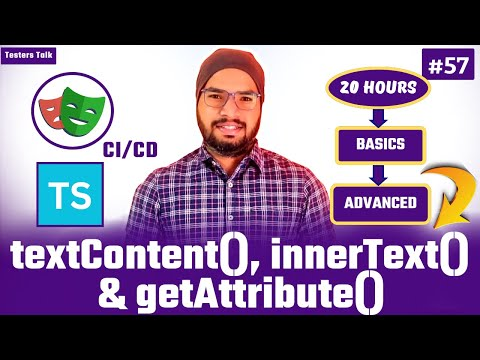 Testers Talk
#57
20 HOURS
CI/CD
BASICS
TS
ADVANCED
textContent(), innerText()
& getAttribute()